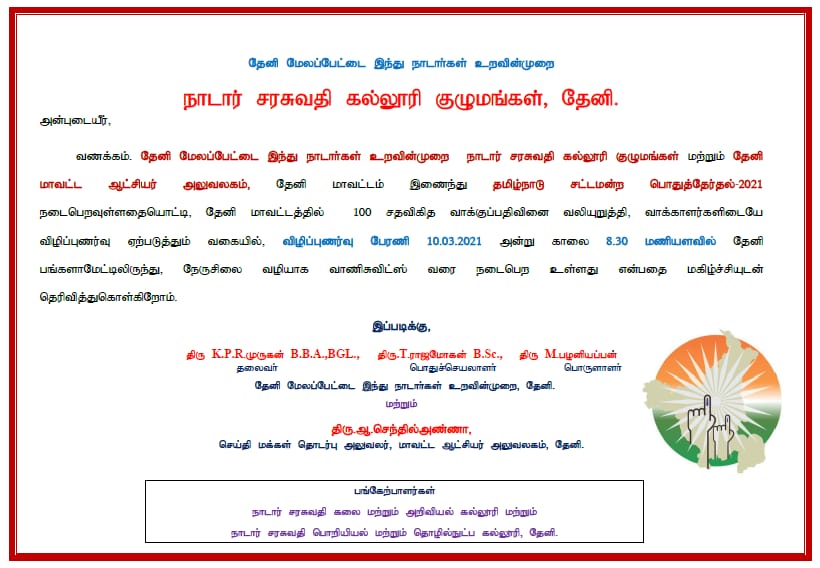 தேனி மேலப்பேட்டை இந்து நாடார்கள் உறவின்முறை
நாடார் சரசுவதி கல்லூரி குழுமங்கள், தேனி.
அன்புடையீர்,
வணக்கம். தேனி மேலப்பேட்டை இந்து நாடார்கள் உறவின்முறை நாடார் சரசுவதி கல்லூரி குழுமங்கள் மற்றும் தேனி
மாவட்ட ஆட்சியர் அலுவலகம், தேனி மாவட்டம் இணைந்து தமிழ்நாடு சட்டமன்ற பொதுத்தேர்தல்-2021
நடைபெறவுள்ளதையொட்டி, தேனி மாவட்டத்தில் 100 சதவிகித வாக்குப்பதிவினை வலியுறுத்தி, வாக்காளர்களிடையே
விழிப்புணர்வு ஏற்படுத்தும் வகையில், விழிப்புணர்வு பேரணி 10.03.2021 அன்று காலை 8.30 மணியளவில் தேனி
பங்களாமேட்டிலிருந்து, நேருசிலை வழியாக வாணிசுவிட்ஸ் வரை நடைபெற உள்ளது என்பதை மகிழ்ச்சியுடன்
தெரிவித்துகொள்கிறோம்.
இப்படிக்கு,
திரு K.P.R.முருகன் B.B.A.,BGL., திரு.T.ராஜமோகன் B.Sc., திரு M.பழனியப்பன்
தலைவர் பொதுச்செயலாளர் பொருளாளர்
தேனி மேலப்பேட்டை இந்து நாடார்கள் உறவின்முறை, தேனி.
மற்றும்
திரு.ஆ.செந்தில்அண்ணா,
செய்தி மக்கள் தொடர்பு அலுவலர், மாவட்ட ஆட்சியர் அலுவலகம், தேனி.
பங்கேற்பாளர்கள்
நாடார் சரசுவதி கலை மற்றும் அறிவியல் கல்லூரி மற்றும்
நாடார் சரசுவதி பொறியியல் மற்றும் தொழில்நுட்ப கல்லூரி, தேனி.